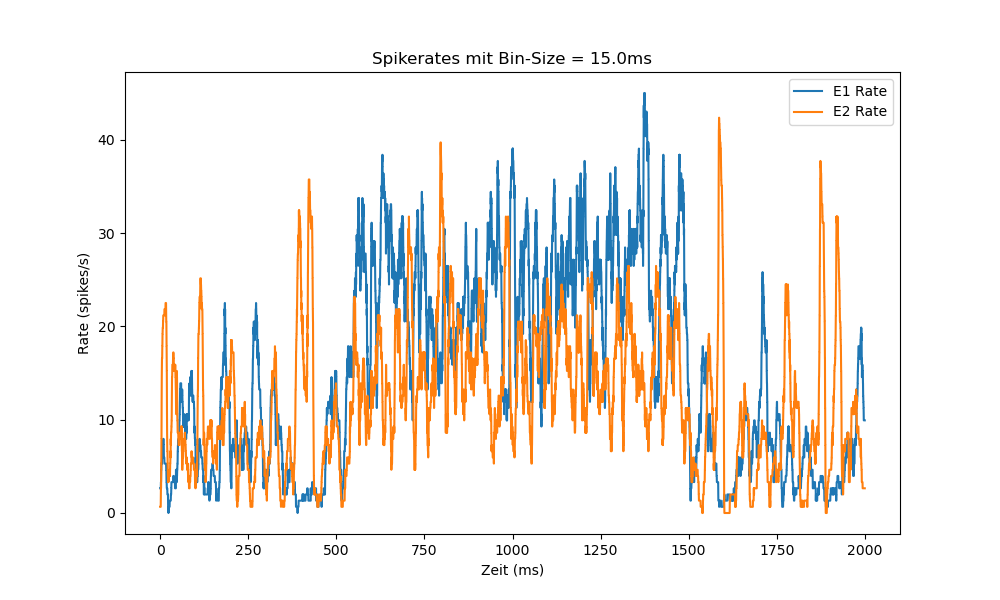 Spikerates mit Bin-Size = 15.0ms
E1 Rate
E2 Rate
Rate (spikes/s)
40
30
20
10
0
0 250 500 750 1000 1250 1500 1750 2000
Zeit (ms)